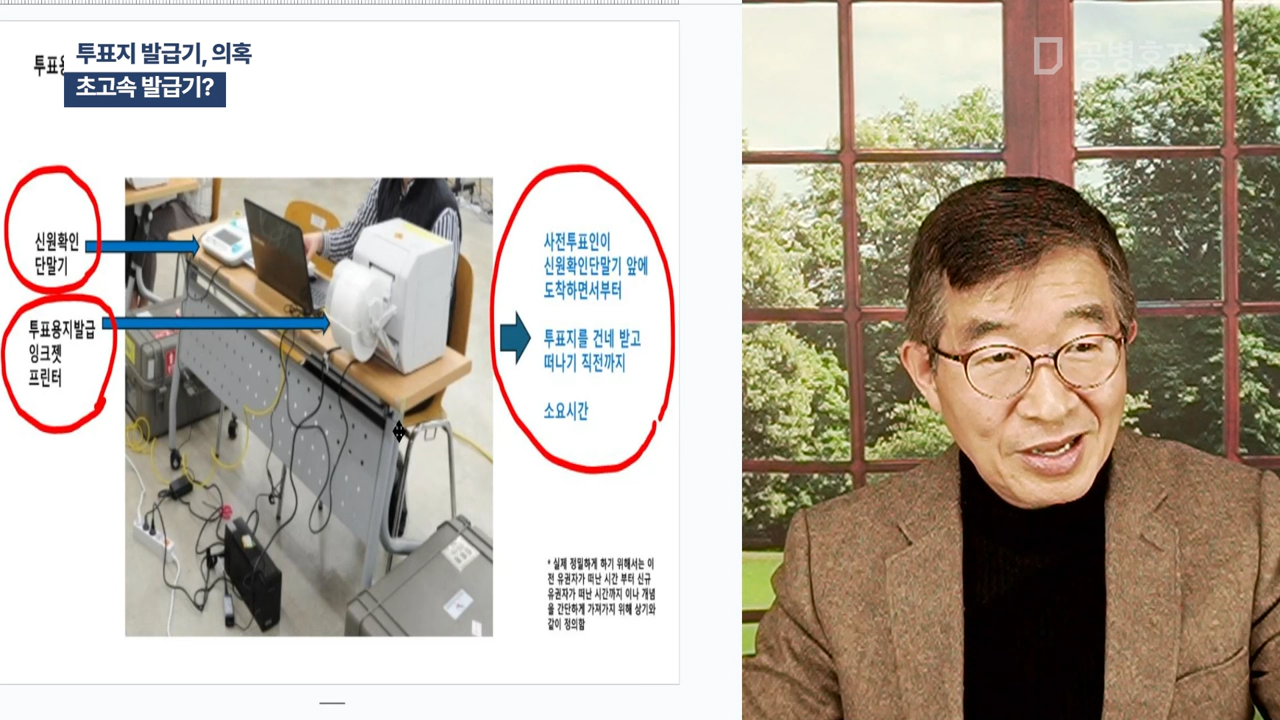 투표지 발급기, 의혹
초고속 발급기?
신원확인
단말기
투표용지발급
잉크젯
프린터
사전투표인이
신원확인단말기 앞에
도착하면서부터
투표지를 건네 받고
떠나기 직전까지
소요시간
* 실제 정밀하게 하기 위해서는 이
전 유권자가 떠난 시간 부터 신규
유권자가 떠난 시간까지 이나 개념
을 간단하게 가져가기 위해 상기와
같이 정의함
공병호TV